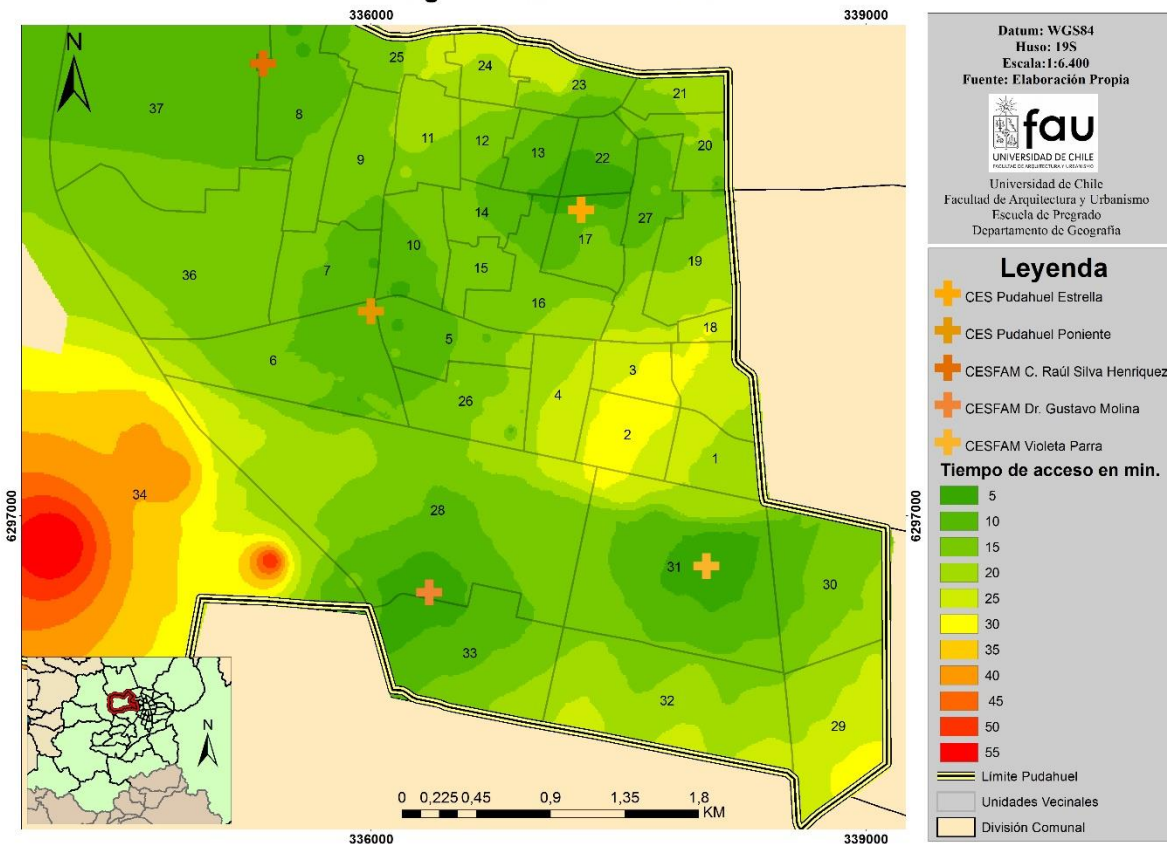 336000
339000
N
37
8
25
24
23
21
20
11
12
13
22
9
14
27
10
17
7
15
19
36
16
18
5
6
3
26
4
2
1
6297000
34
28
6297000
31
30
33
32
29
N
0 0,225 0,45 0,9 1,35 1,8
KM
336000
339000
Datum: WGS84
Huso: 19S
Escala:1:6.400
Fuente: Elaboración Propia
fau
UNIVERSIDAD DE CHILE
FACULTAD DE ARQUITECTURA Y URBANISMO
Universidad de Chile
Facultad de Arquitectura y Urbanismo
Escuela de Pregrado
Departamento de Geografía
Leyenda
CES Pudahuel Estrella
CES Pudahuel Poniente
CESFAM C. Raúl Silva Henriquez
CESFAM Dr. Gustavo Molina
CESFAM Violeta Parra
Tiempo de acceso en min.
5
10
15
20
25
30
35
40
45
50
55
Límite Pudahuel
Unidades Vecinales
División Comunal